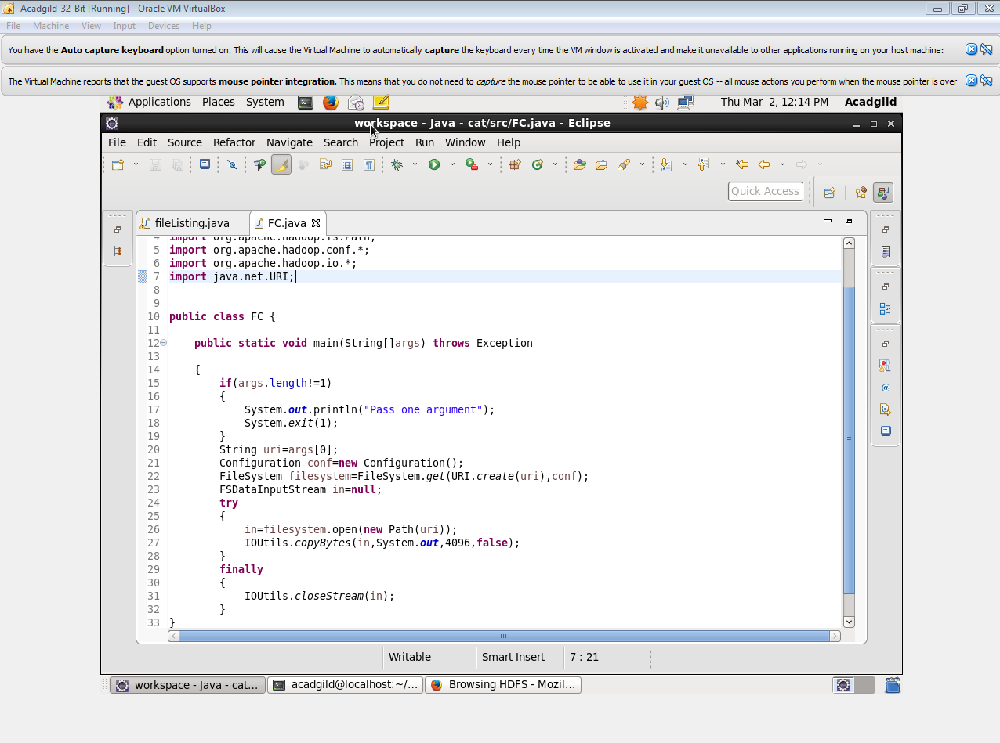 Acadgild_32_Bit [Running] - Oracle VM VirtualBox
File Machine View Input Devices Help
You have the Auto capture keyboard option turned on. This will cause the Virtual Machine to automatically capture the keyboard every time the VM window is activated and make it unavailable to other applications running on your host machine:
The Virtual Machine reports that the guest OS supports mouse pointer integration. This means that you do not need to capture the mouse pointer to be able to use it in your guest OS -- all mouse actions you perform when the mouse pointer is over
Applications Places System Thu Mar 2, 12:14 PM Acadgild
workspace - Java - cat/src/FC.java - Eclipse
File Edit Source Refactor Navigate Search Project Run Window Help
Quick Access
fileListing.java FC.java
4 import org.apache.hadoop.fs.Path;
5 import org.apache.hadoop.conf.*;
6 import org.apache.hadoop.io.*;
7 import java.net.URI;
8
9
10 public class FC {
11
12 public static void main(String[]args) throws Exception
13
14 {
15 if(args.length!=1)
16 {
17 System.out.println("Pass one argument");
18 System.exit(1);
19 }
20 String uri=args[0];
21 Configuration conf=new Configuration();
22 FileSystem filesystem=FileSystem.get(URI.create(uri),conf);
23 FSDataInputStream in=null;
24 try
25 {
26 in=filesystem.open(new Path(uri));
27 IOUtils.copyBytes(in,System.out,4096,false);
28 }
29 finally
30 {
31 IOUtils.closeStream(in);
32 }
33 }
Writable Smart Insert 7 : 21
workspace - Java - cat... acadgild@localhost:~/... Browsing HDFS - Mozil...